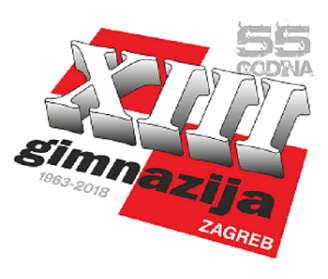 55
GODINA
XIII
gimnazija
1963-2018
ZAGREB